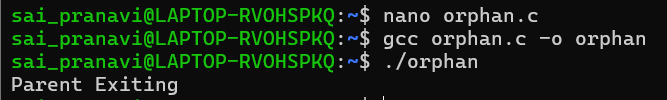 sai_pranavi@LAPTOP-RVOHSPKQ:~$ nano orphan.c
sai_pranavi@LAPTOP-RVOHSPKQ:~$ gcc orphan.c -o orphan
sai_pranavi@LAPTOP-RVOHSPKQ:~$ ./orphan
Parent Exiting